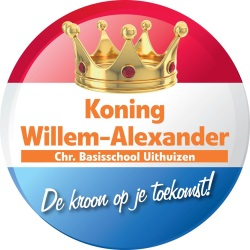 Koning
Willem-Alexander
Chr. Basisschool Uithuizen
De kroon op je toekomst!